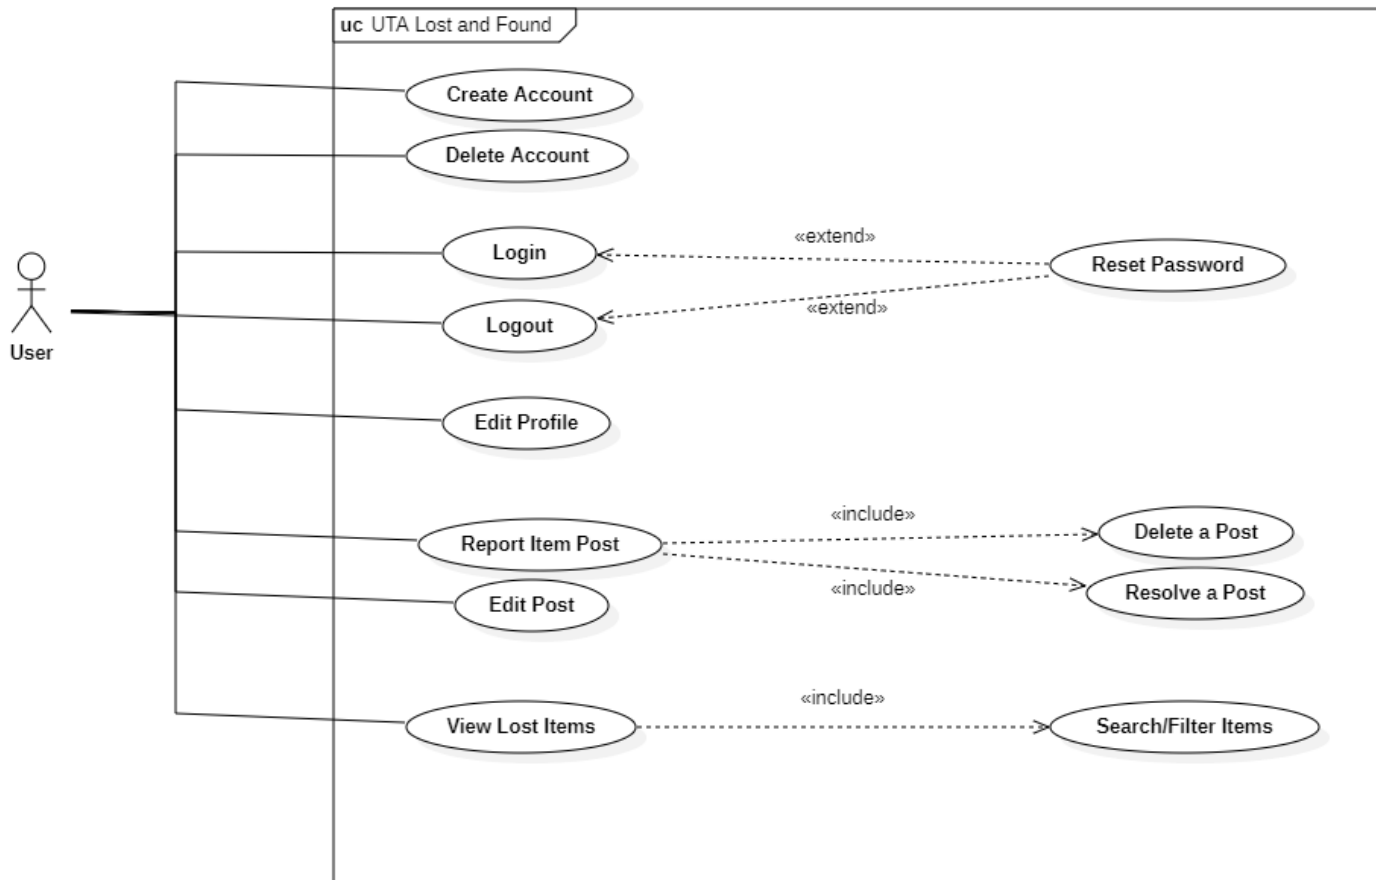 uc UTA Lost and Found
Create Account
Delete Account
Login
«extend»
Reset Password
Logout
«extend»
User
Edit Profile
Report Item Post
«include»
Delete a Post
«include»
Resolve a Post
Edit Post
View Lost Items
«include»
Search/Filter Items